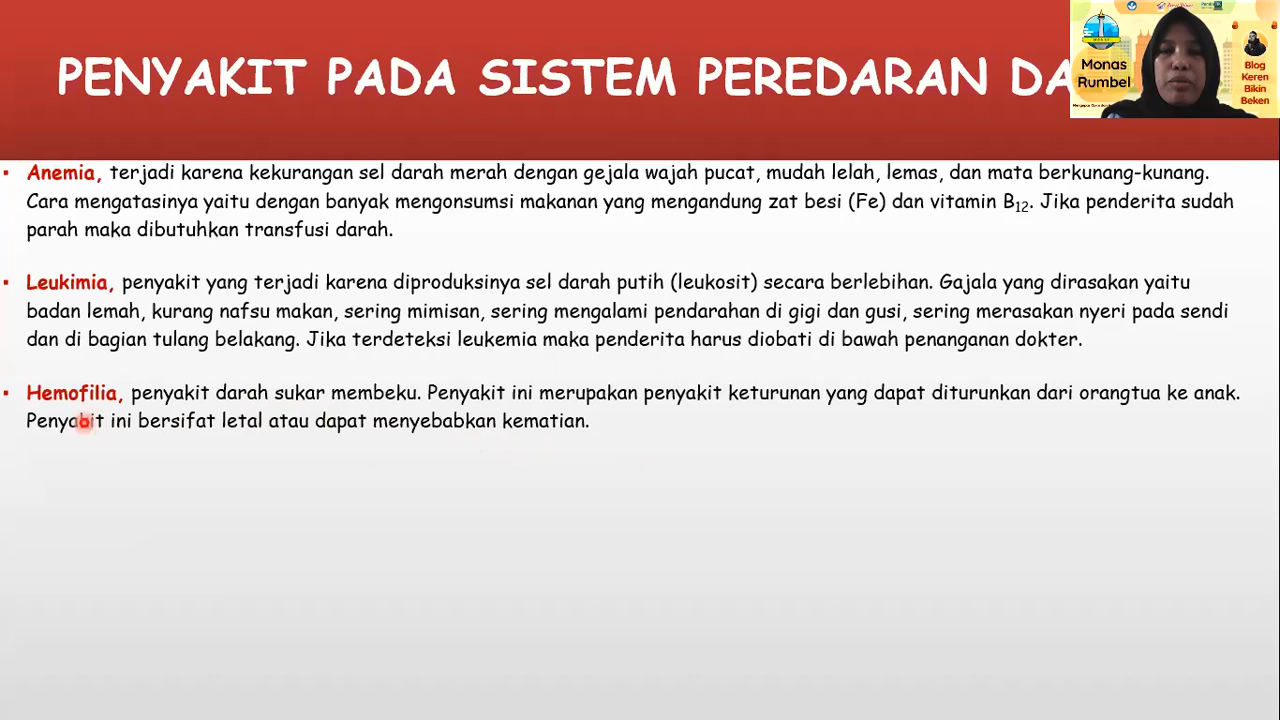 PENYAKIT PADA SISTEM PEREDARAN DA
Monas
Rumbel
Blog
Keren
Bikin
Beken
Anemia, terjadi karena kekurangan sel darah merah dengan gejala wajah pucat, mudah lelah, lemas, dan mata berkunang-kunang.
Cara mengatasinya yaitu dengan banyak mengonsumsi makanan yang mengandung zat besi (Fe) dan vitamin B₁₂. Jika penderita sudah
parah maka dibutuhkan transfusi darah.
Leukimia, penyakit yang terjadi karena diproduksinya sel darah putih (leukosit) secara berlebihan. Gajala yang dirasakan yaitu
badan lemah, kurang nafsu makan, sering mimisan, sering mengalami pendarahan di gigi dan gusi, sering merasakan nyeri pada sendi
dan di bagian tulang belakang. Jika terdeteksi leukemia maka penderita harus diobati di bawah penanganan dokter.
Hemofilia, penyakit darah sukar membeku. Penyakit ini merupakan penyakit keturunan yang dapat diturunkan dari orangtua ke anak.
Penyakit ini bersifat letal atau dapat menyebabkan kematian.